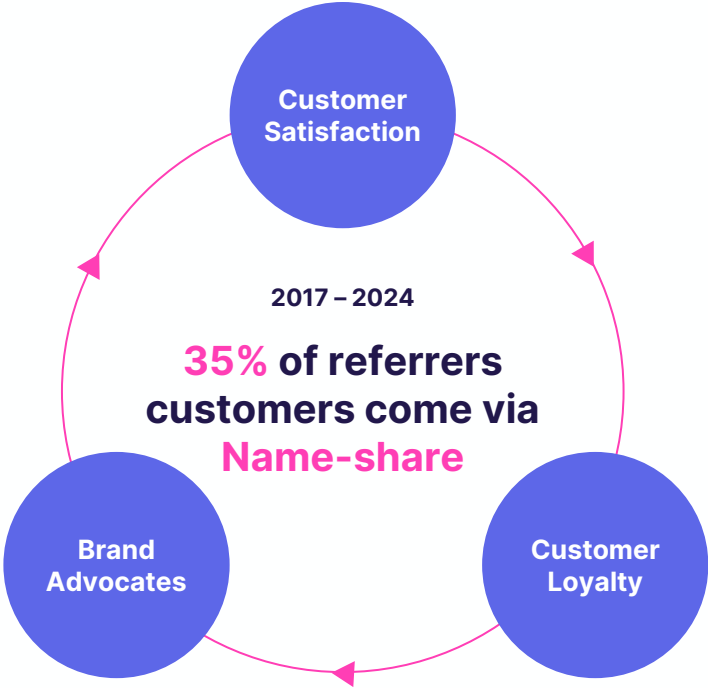 Customer
Satisfaction
2017 – 2024
35% of referrers
customers come via
Name-share
Brand
Advocates
Customer
Loyalty